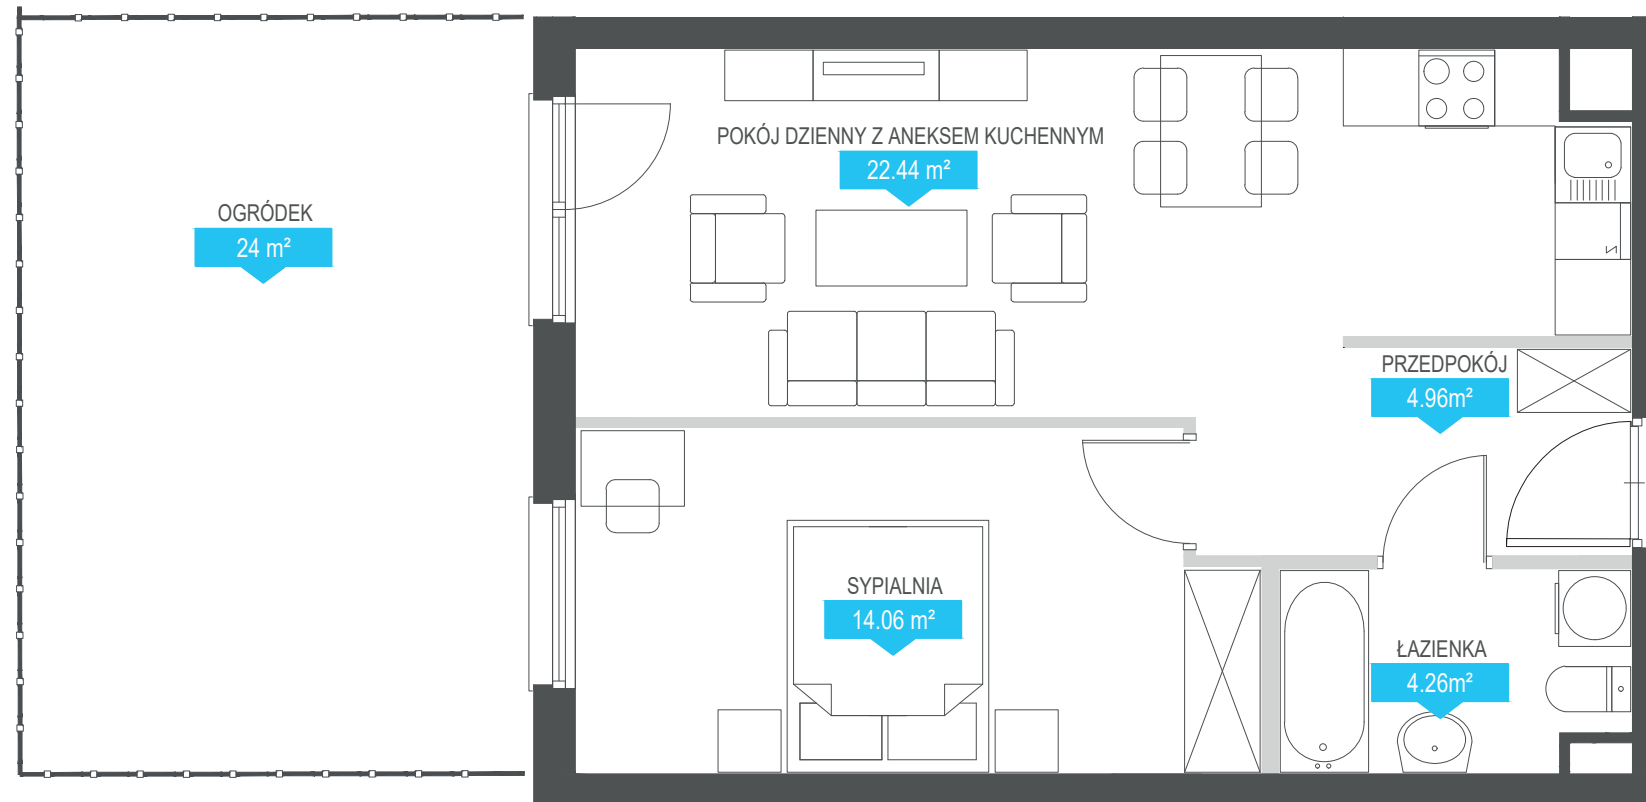 POKÓJ DZIENNY Z ANEKSEM KUCHENNYM
22.44 m²
OGRÓDEK
24 m²
PRZEDPOKÓJ
4.96m²
SYPIALNIA
14.06 m²
ŁAZIENKA
4.26m²